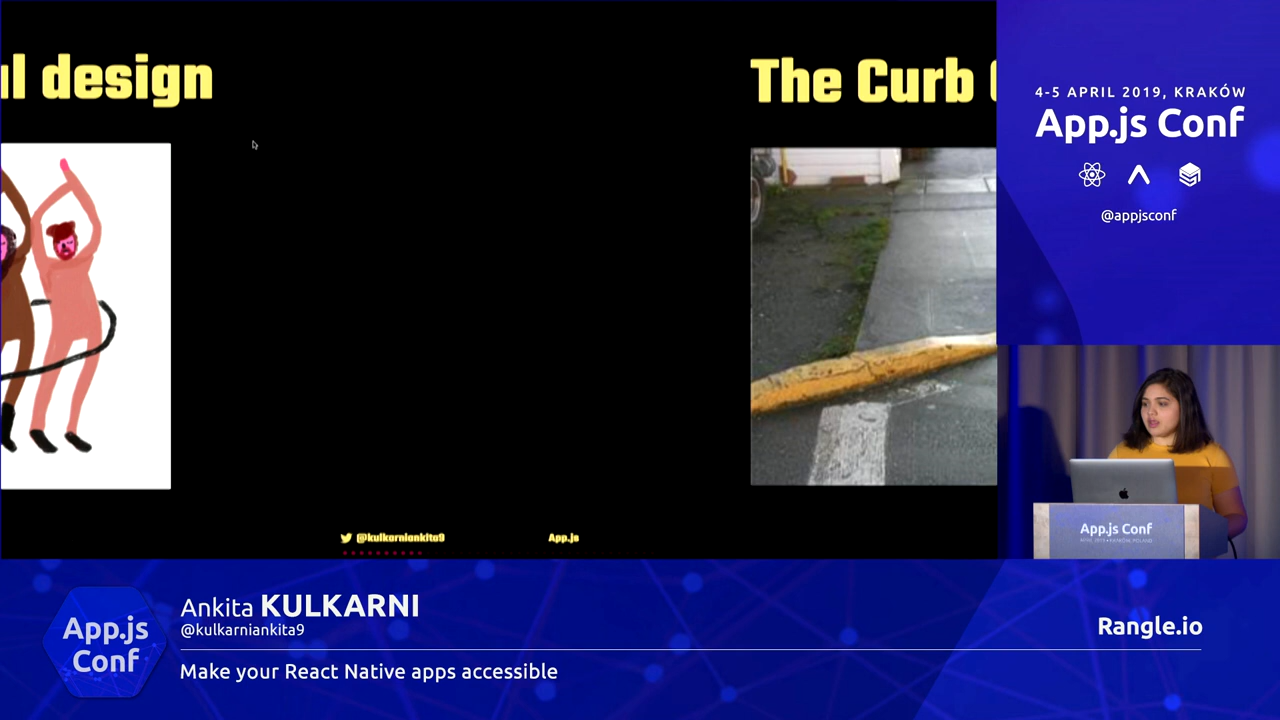 l design
The Curb
@kulkarniankita9
App.js
4-5 APRIL 2019, KRAKÓW
App.js Conf
@appjsconf
App.js Conf
App.js
Conf
Ankita KULKARNI
@kulkarniankita9
Rangle.io
Make your React Native apps accessible